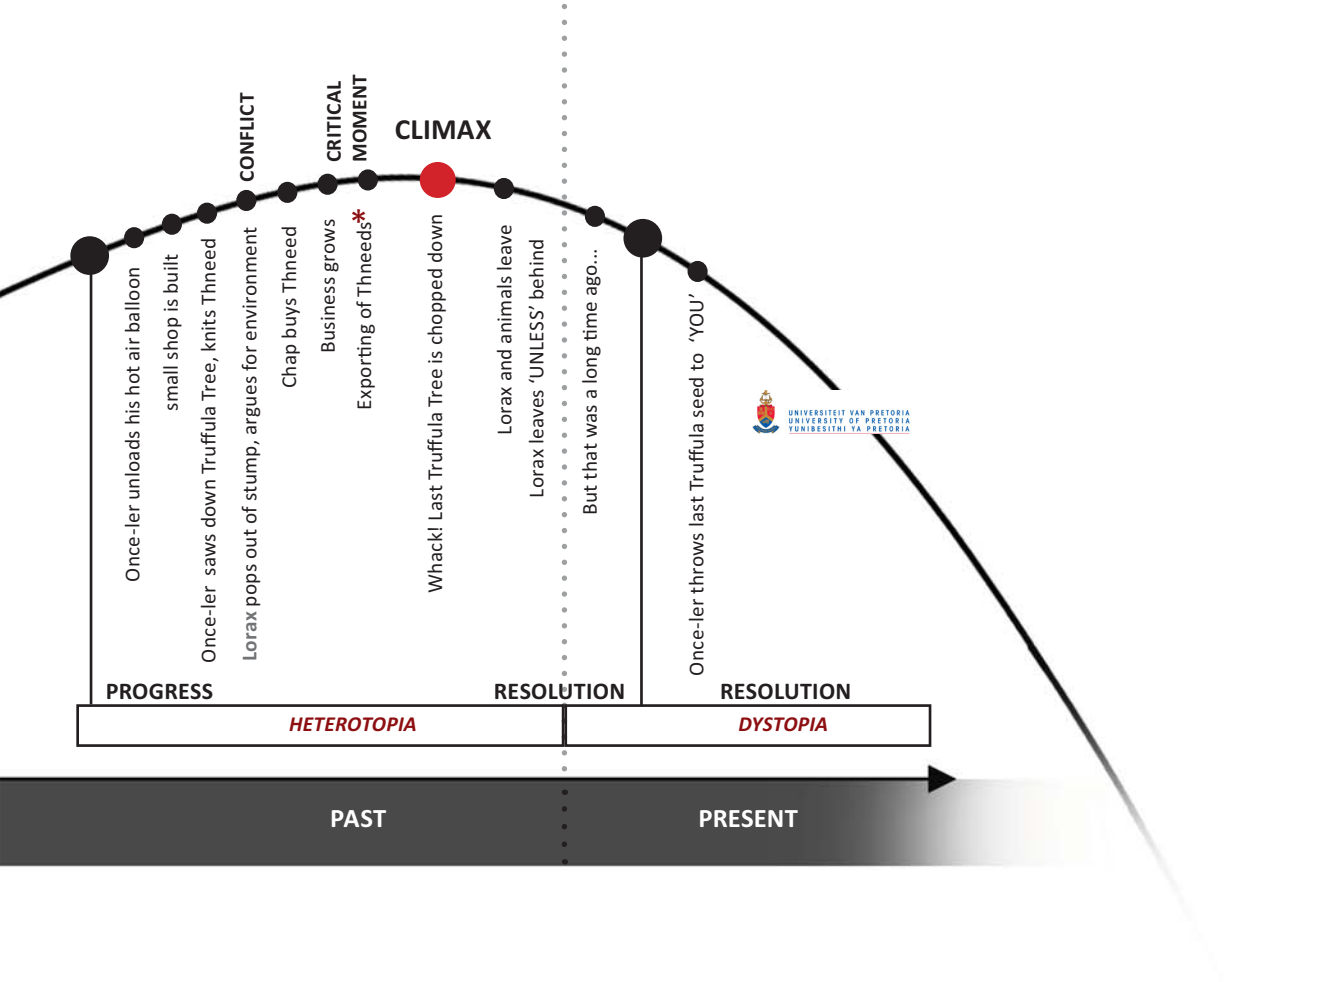 CONFLICT
CRITICAL
MOMENT
CLIMAX
Once-ler unloads his hot air balloon
small shop is built
Once-ler saws down Truffula Tree, knits Thneed
Lorax pops out of stump, argues for environment
Chap buys Thneed
Business grows
Exporting of Thneeds*
Whack! Last Truffula Tree is chopped down
Lorax and animals leave
Lorax leaves ‘UNLESS’ behind
But that was a long time ago...
Once-ler throws last Truffula seed to ‘YOU’
UNIVERSITEIT VAN PRETORIA
UNIVERSITY OF PRETORIA
YUNIBESITHI YA PRETORIA
PROGRESS
RESOLUTION
RESOLUTION
HETEROTOPIA
DYSTOPIA
PAST
PRESENT